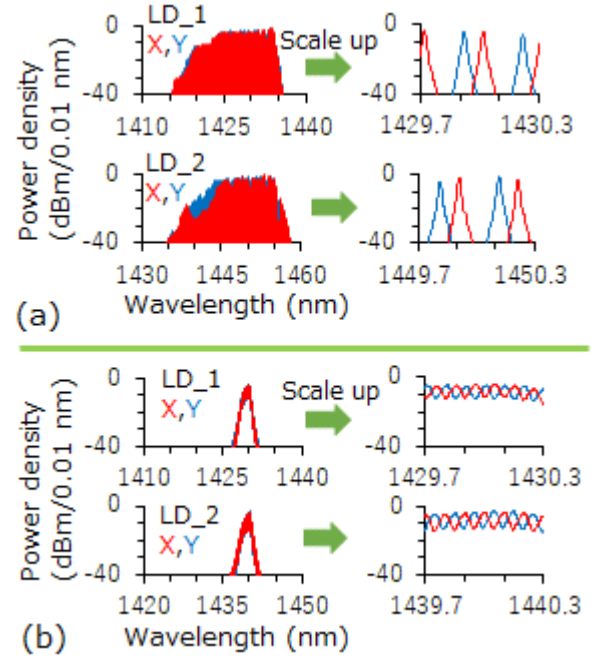 Power density
(dBm/0.01 nm)
0
-40
LD_1
X,Y
1410 1425 1440
Scale up
0
-40
1429.7 1430.3
0
-40
LD_2
X,Y
1430 1445 1460
0
-40
1449.7 1450.3
Wavelength (nm)
(a)
Power density
(dBm/0.01 nm)
0
-40
LD_1
X,Y
1410 1425 1440
Scale up
0
-40
1429.7 1430.3
0
-40
LD_2
X,Y
1420 1435 1450
0
-40
1439.7 1440.3
Wavelength (nm)
(b)